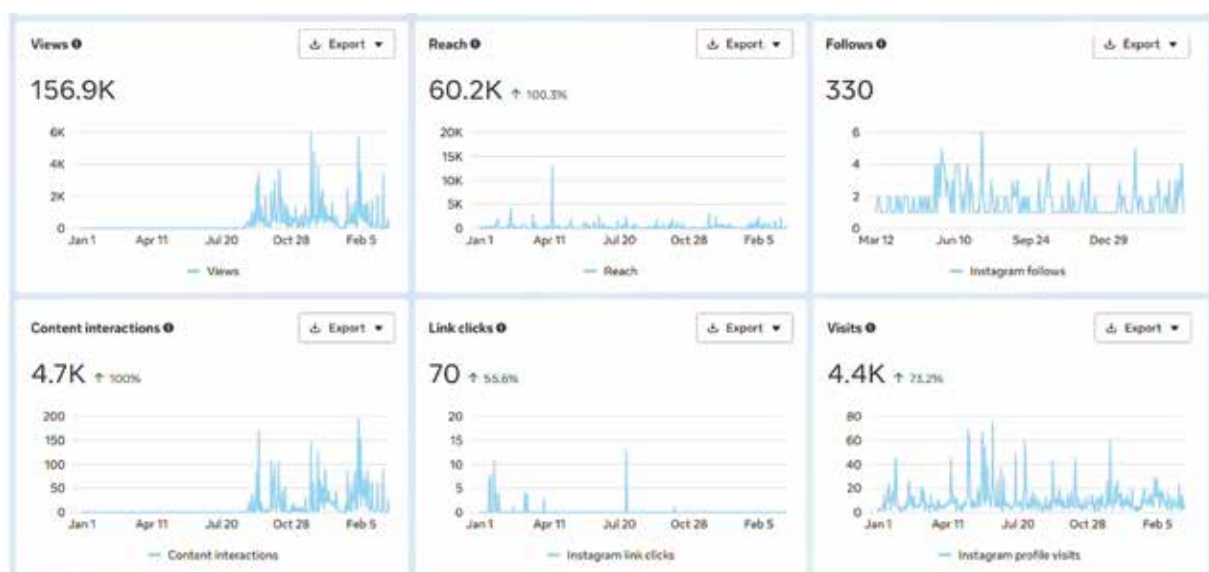 Views
Export
156.9K
6K
4K
2K
0
Jan 1 Apr 11 Jul 20 Oct 28 Feb 5
Views
Reach
Export
60.2K ↑ 100.3%
20K
15K
10K
5K
0
Jan 1 Apr 11 Jul 20 Oct 28 Feb 5
Reach
Follows
Export
330
6
4
2
0
Mar 12 Jun 10 Sep 24 Dec 29
Instagram follows
Content interactions
Export
4.7K ↑ 100%
200
150
100
50
0
Jan 1 Apr 11 Jul 20 Oct 28 Feb 5
Content interactions
Link clicks
Export
70 ↑ 55.6%
20
15
10
5
0
Jan 1 Apr 11 Jul 20 Oct 28 Feb 5
Instagram link clicks
Visits
Export
4.4K ↑ 73.2%
80
60
40
20
0
Jan 1 Apr 11 Jul 20 Oct 28 Feb 5
Instagram profile visits